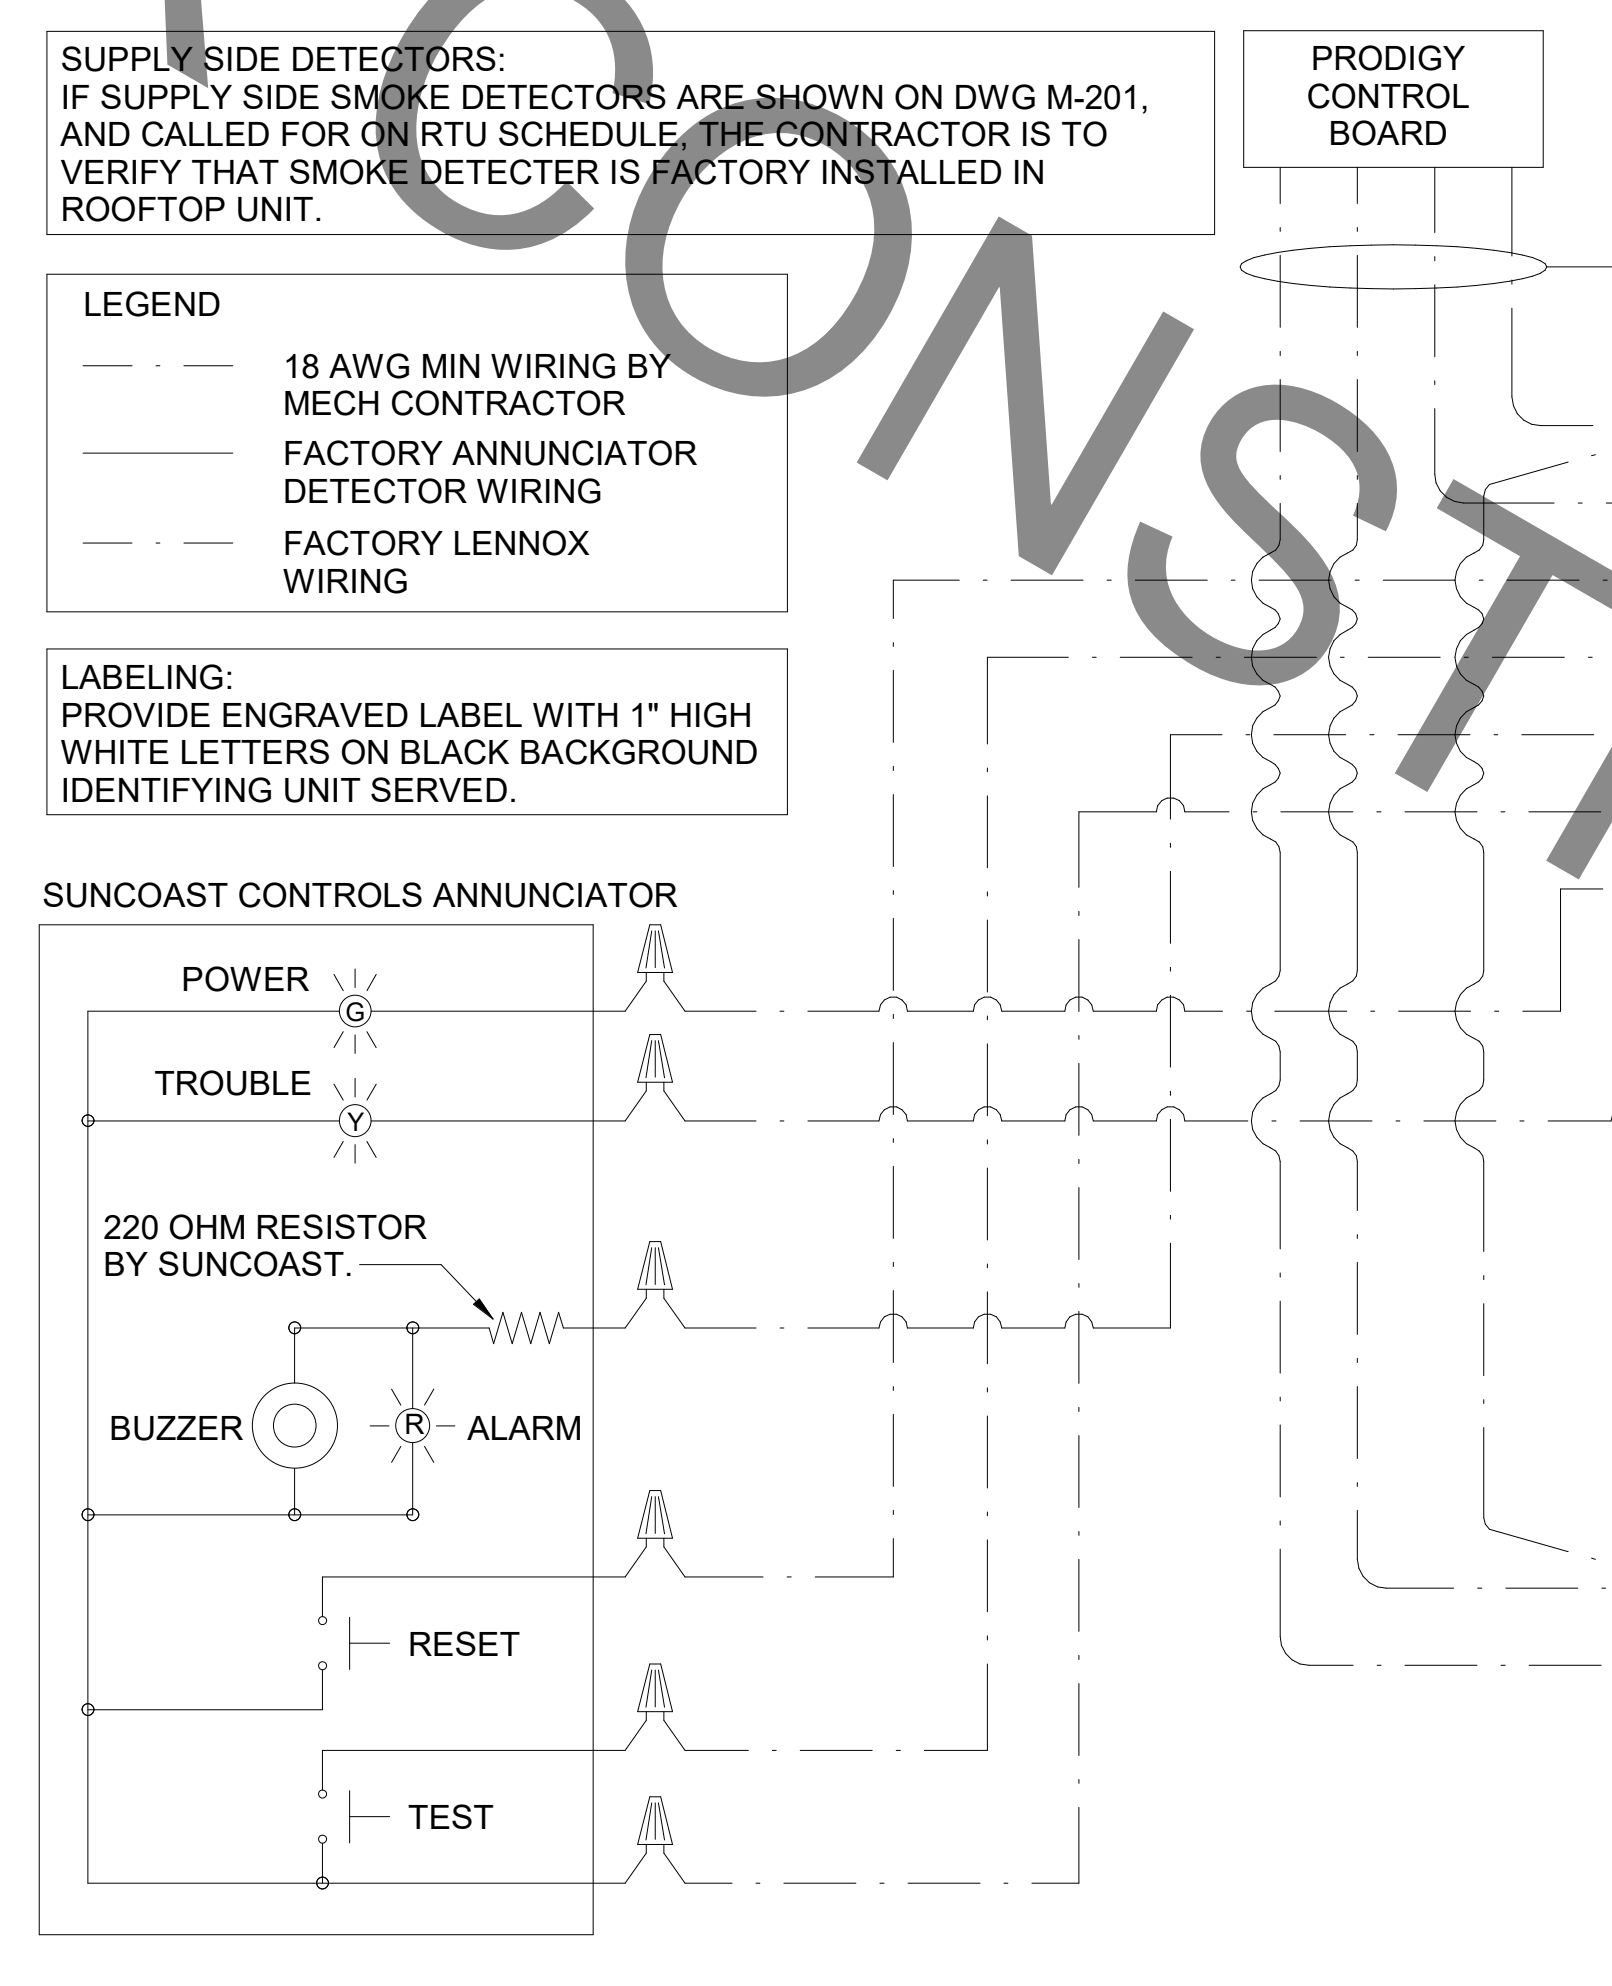 SUPPLY SIDE DETECTORS:
IF SUPPLY SIDE SMOKE DETECTORS ARE SHOWN ON DWG M-201,
AND CALLED FOR ON RTU SCHEDULE, THE CONTRACTOR IS TO
VERIFY THAT SMOKE DETECTER IS FACTORY INSTALLED IN
ROOFTOP UNIT.
PRODIGY
CONTROL
BOARD
LEGEND
18 AWG MIN WIRING BY
MECH CONTRACTOR
FACTORY ANNUNCIATOR
DETECTOR WIRING
FACTORY LENNOX
WIRING
LABELING:
PROVIDE ENGRAVED LABEL WITH 1" HIGH
WHITE LETTERS ON BLACK BACKGROUND
IDENTIFYING UNIT SERVED.
SUNCOAST CONTROLS ANNUNCIATOR
POWER
G
TROUBLE
Y
220 OHM RESISTOR
BY SUNCOAST.
BUZZER
R
ALARM
RESET
TEST